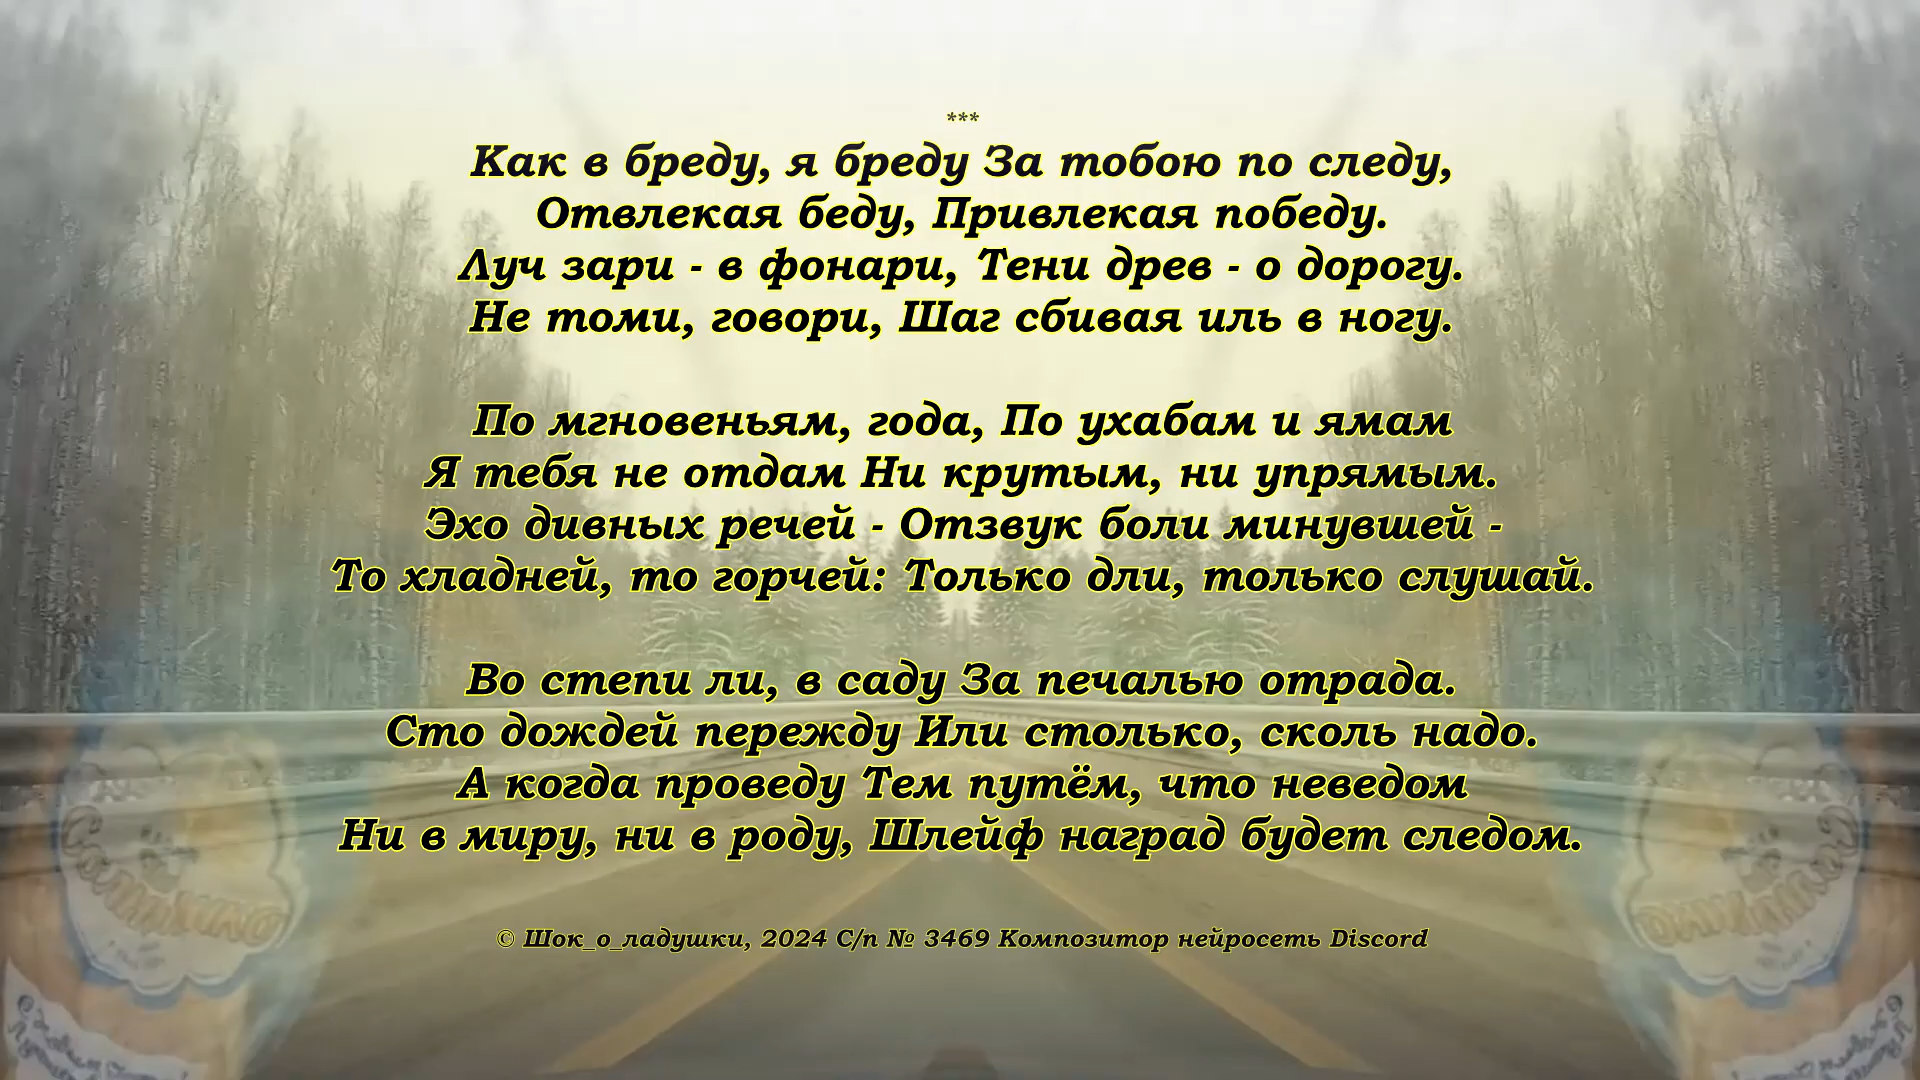 ***
Как в бреду, я бреду За тобою по следу,
Отвлекая беду, Привлекая победу.
Луч зари - в фонари, Тени древ - о дорогу.
Не томи, говори, Шаг сбивая иль в ногу.
По мгновеньям, года, По ухабам и ямам
Я тебя не отдам Ни крутым, ни упрямым.
Эхо дивных речей - Отзвук боли минувшей -
То хладней, то горчей: Только дли, только слушай.
Во степи ли, в саду За печалью отрада.
Сто дождей пережду Или столько, сколь надо.
А когда проведу Тем путём, что неведом
Ни в миру, ни в роду, Шлейф наград будет следом.
© Шок_о_ладушки, 2024 С/п № 3469 Композитор нейросеть Discord